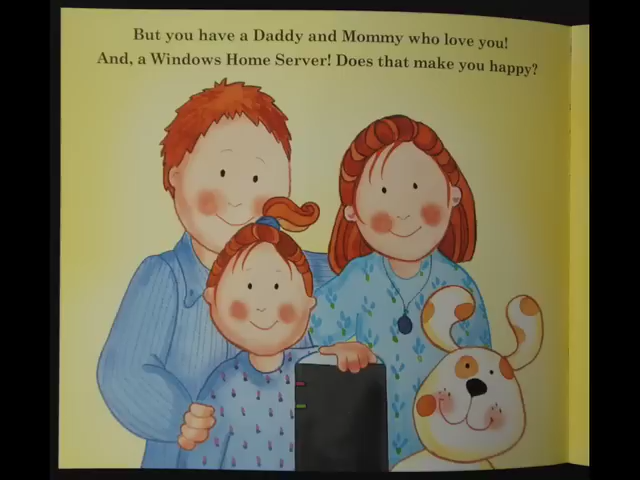 But you have a Daddy and Mommy who love you!
And, a Windows Home Server! Does that make you happy?